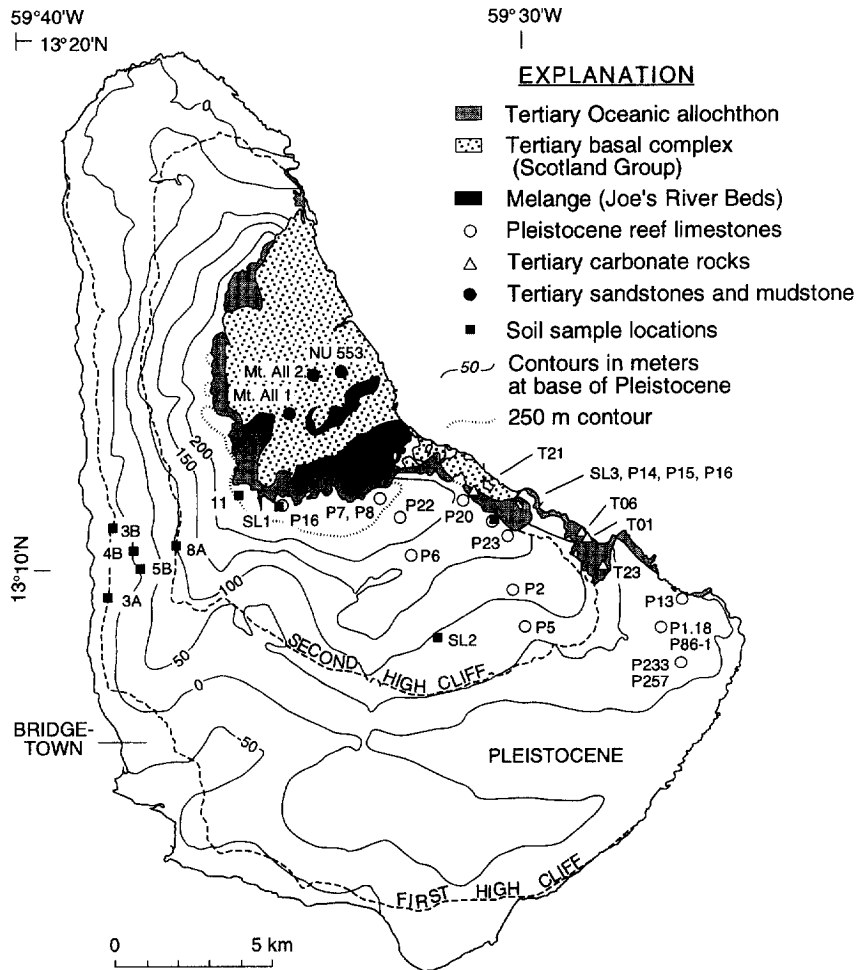 59°40'W
13°20'N
59°30'W
EXPLANATION
Tertiary Oceanic allochthon
Tertiary basal complex
(Scotland Group)
Melange (Joe's River Beds)
Pleistocene reef limestones
Tertiary carbonate rocks
Tertiary sandstones and mudstone
Soil sample locations
50 Contours in meters
at base of Pleistocene
250 m contour
0
NU 553
Mt. All 2
Mt. All 1
200
150
T21
SL3, P14, P15, P16
11
SL1
P16
P7, P8
P22
P20
T06
T01
3B
8A
P23
4B
P6
13°10'N
5B
T23
100
3A
P2
P13
SL2
P5
P1.18
P86-1
50
SECOND HIGH CLIFF
P233
P257
0
BRIDGE-
TOWN
-50
PLEISTOCENE
FIRST HIGH CLIFF
0 5 km